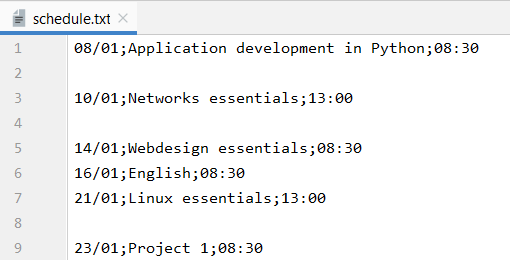 schedule.txt
1 08/01;Application development in Python;08:30
2
3 10/01;Networks essentials;13:00
4
5 14/01;Webdesign essentials;08:30
6 16/01;English;08:30
7 21/01;Linux essentials;13:00
8
9 23/01;Project 1;08:30